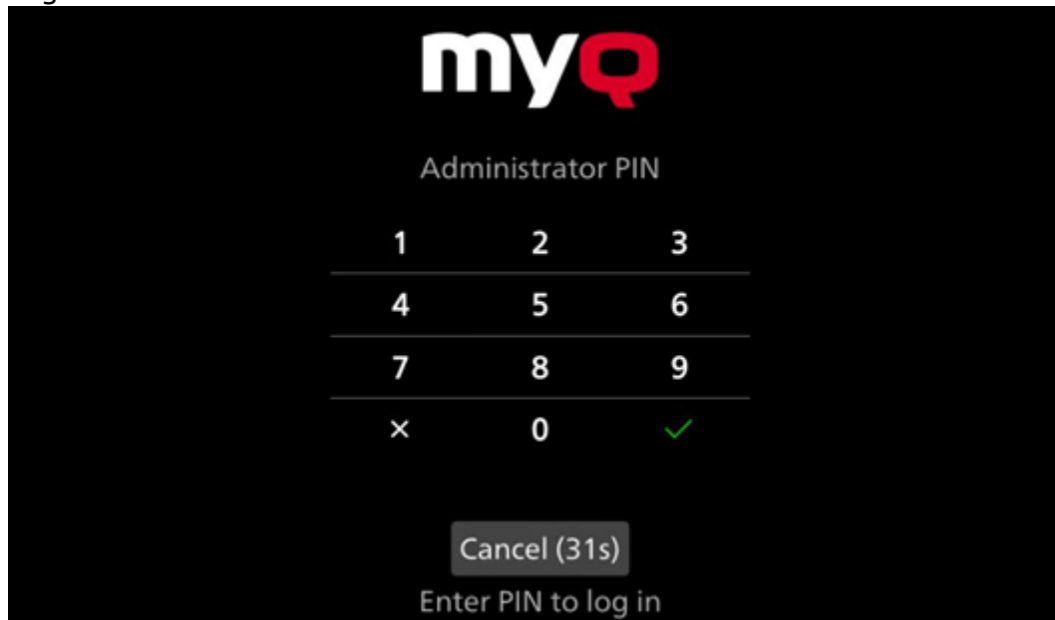 myQ
Administrator PIN
1 2 3
4 5 6
7 8 9
× 0 ✓
Cancel (31s)
Enter PIN to log in